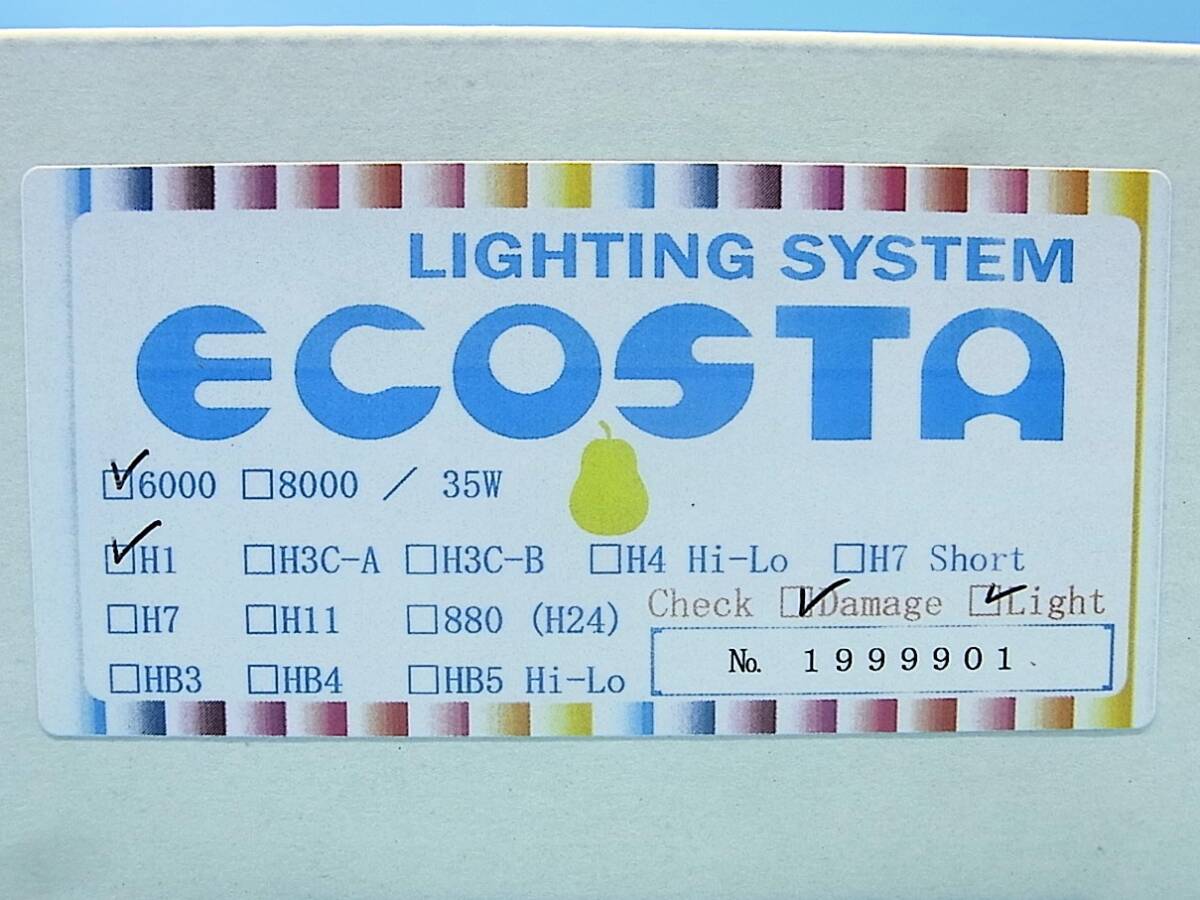 LIGHTING SYSTEM
ECOSTA
☑6000 □8000 / 35W
☑H1 □H3C-A □H3C-B □H4 Hi-Lo □H7 Short
□H7 □H11 □880 (H24)
Check ☑Damage ☑Light
□HB3 □HB4 □HB5 Hi-Lo
№. 1999901